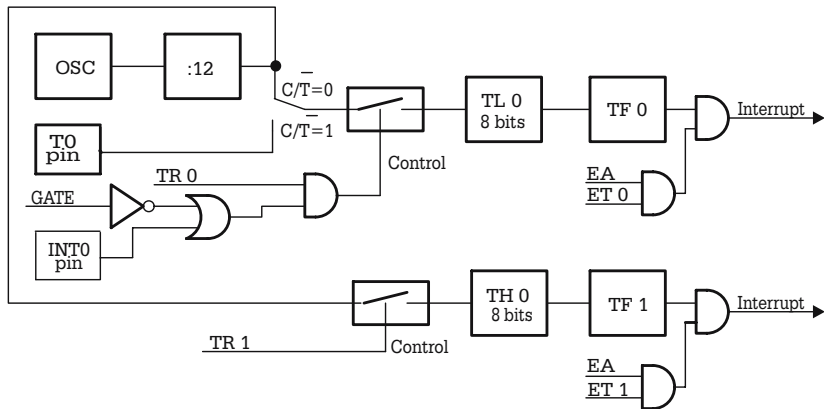 OSC
:12
C/T̅=0
C/T̅=1
T0
pin
TL 0
8 bits
TF 0
Interrupt
Control
TR 0
EA
ET 0
GATE
INT0
pin
TH 0
8 bits
TF 1
Interrupt
TR 1
Control
EA
ET 1